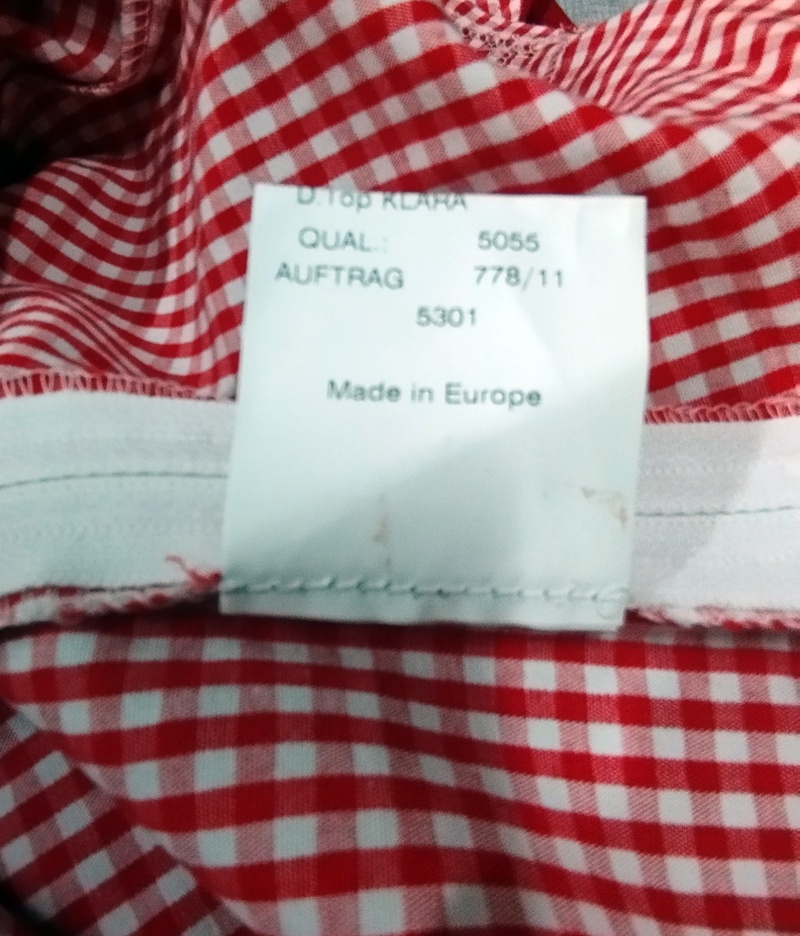 D.Top KLARA
QUAL.: 5055
AUFTRAG 778/11
5301
Made in Europe